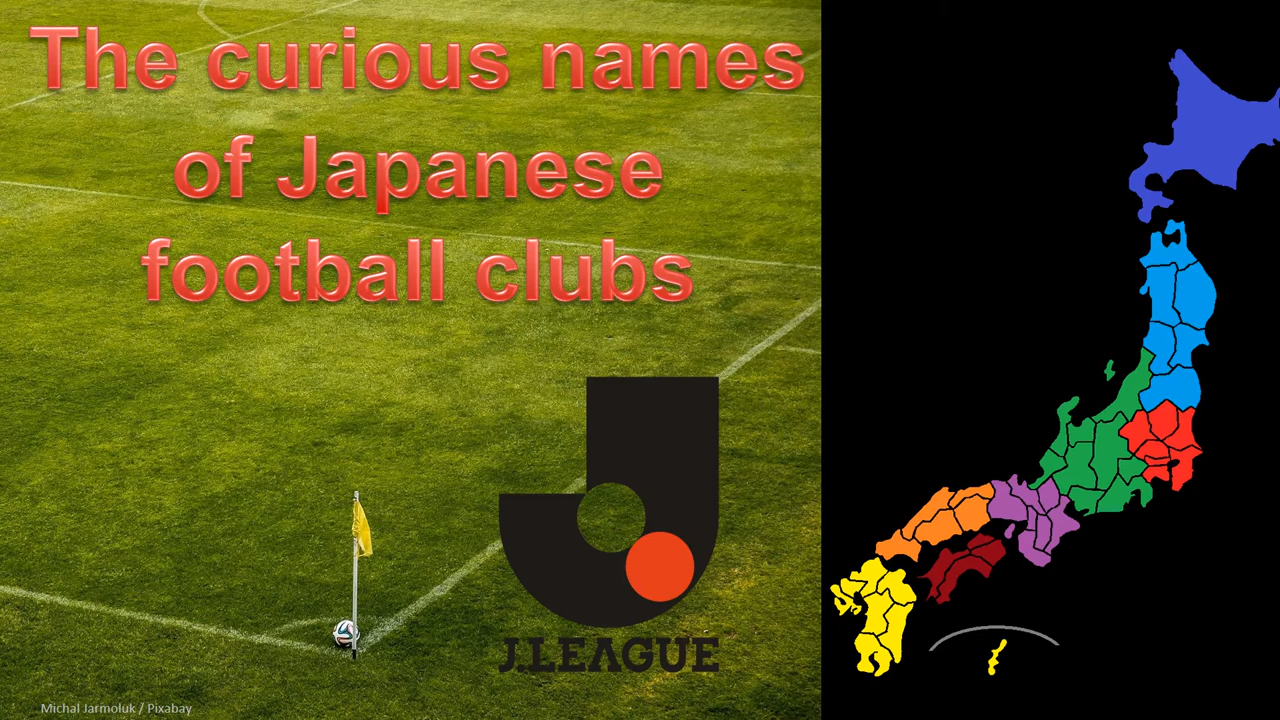 The curious names
of Japanese
football clubs
J.LEAGUE
Michal Jarmoluk / Pixabay